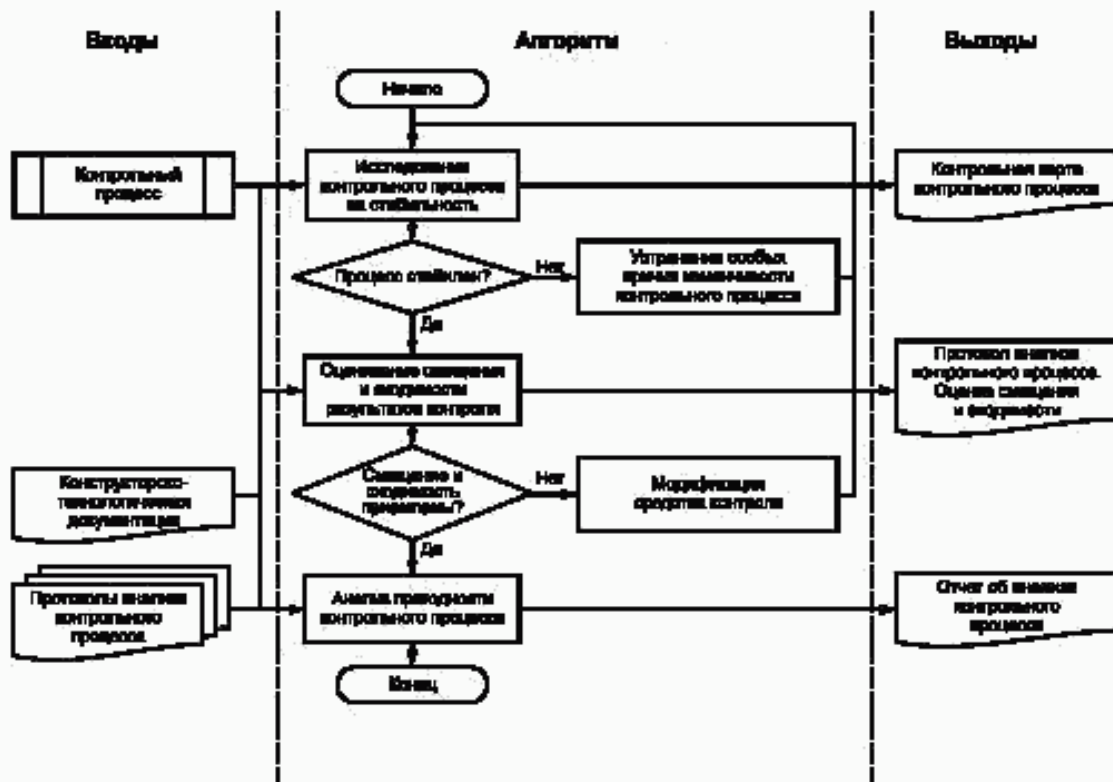 Входы
Алгоритм
Выходы
Начало
Контрольный
процесс
Исследование
контрольного процесса
на стабильность
Контрольная карта
контрольного процесса
Процесс стабилен?
Нет
Устранение особых
причин изменчивости
контрольного процесса
Да
Оценивание смещения
и сходимости
результатов контроля
Протокол анализа
контрольного процесса.
Оценка смещения
и сходимости
Смещение и
сходимость
приемлемы?
Нет
Модификация
средства контроля
Конструкторско-
технологическая
документация
Да
Протоколы анализа
контрольного
процесса
Анализ пригодности
контрольного процесса
Отчет об анализе
контрольного
процесса
Конец